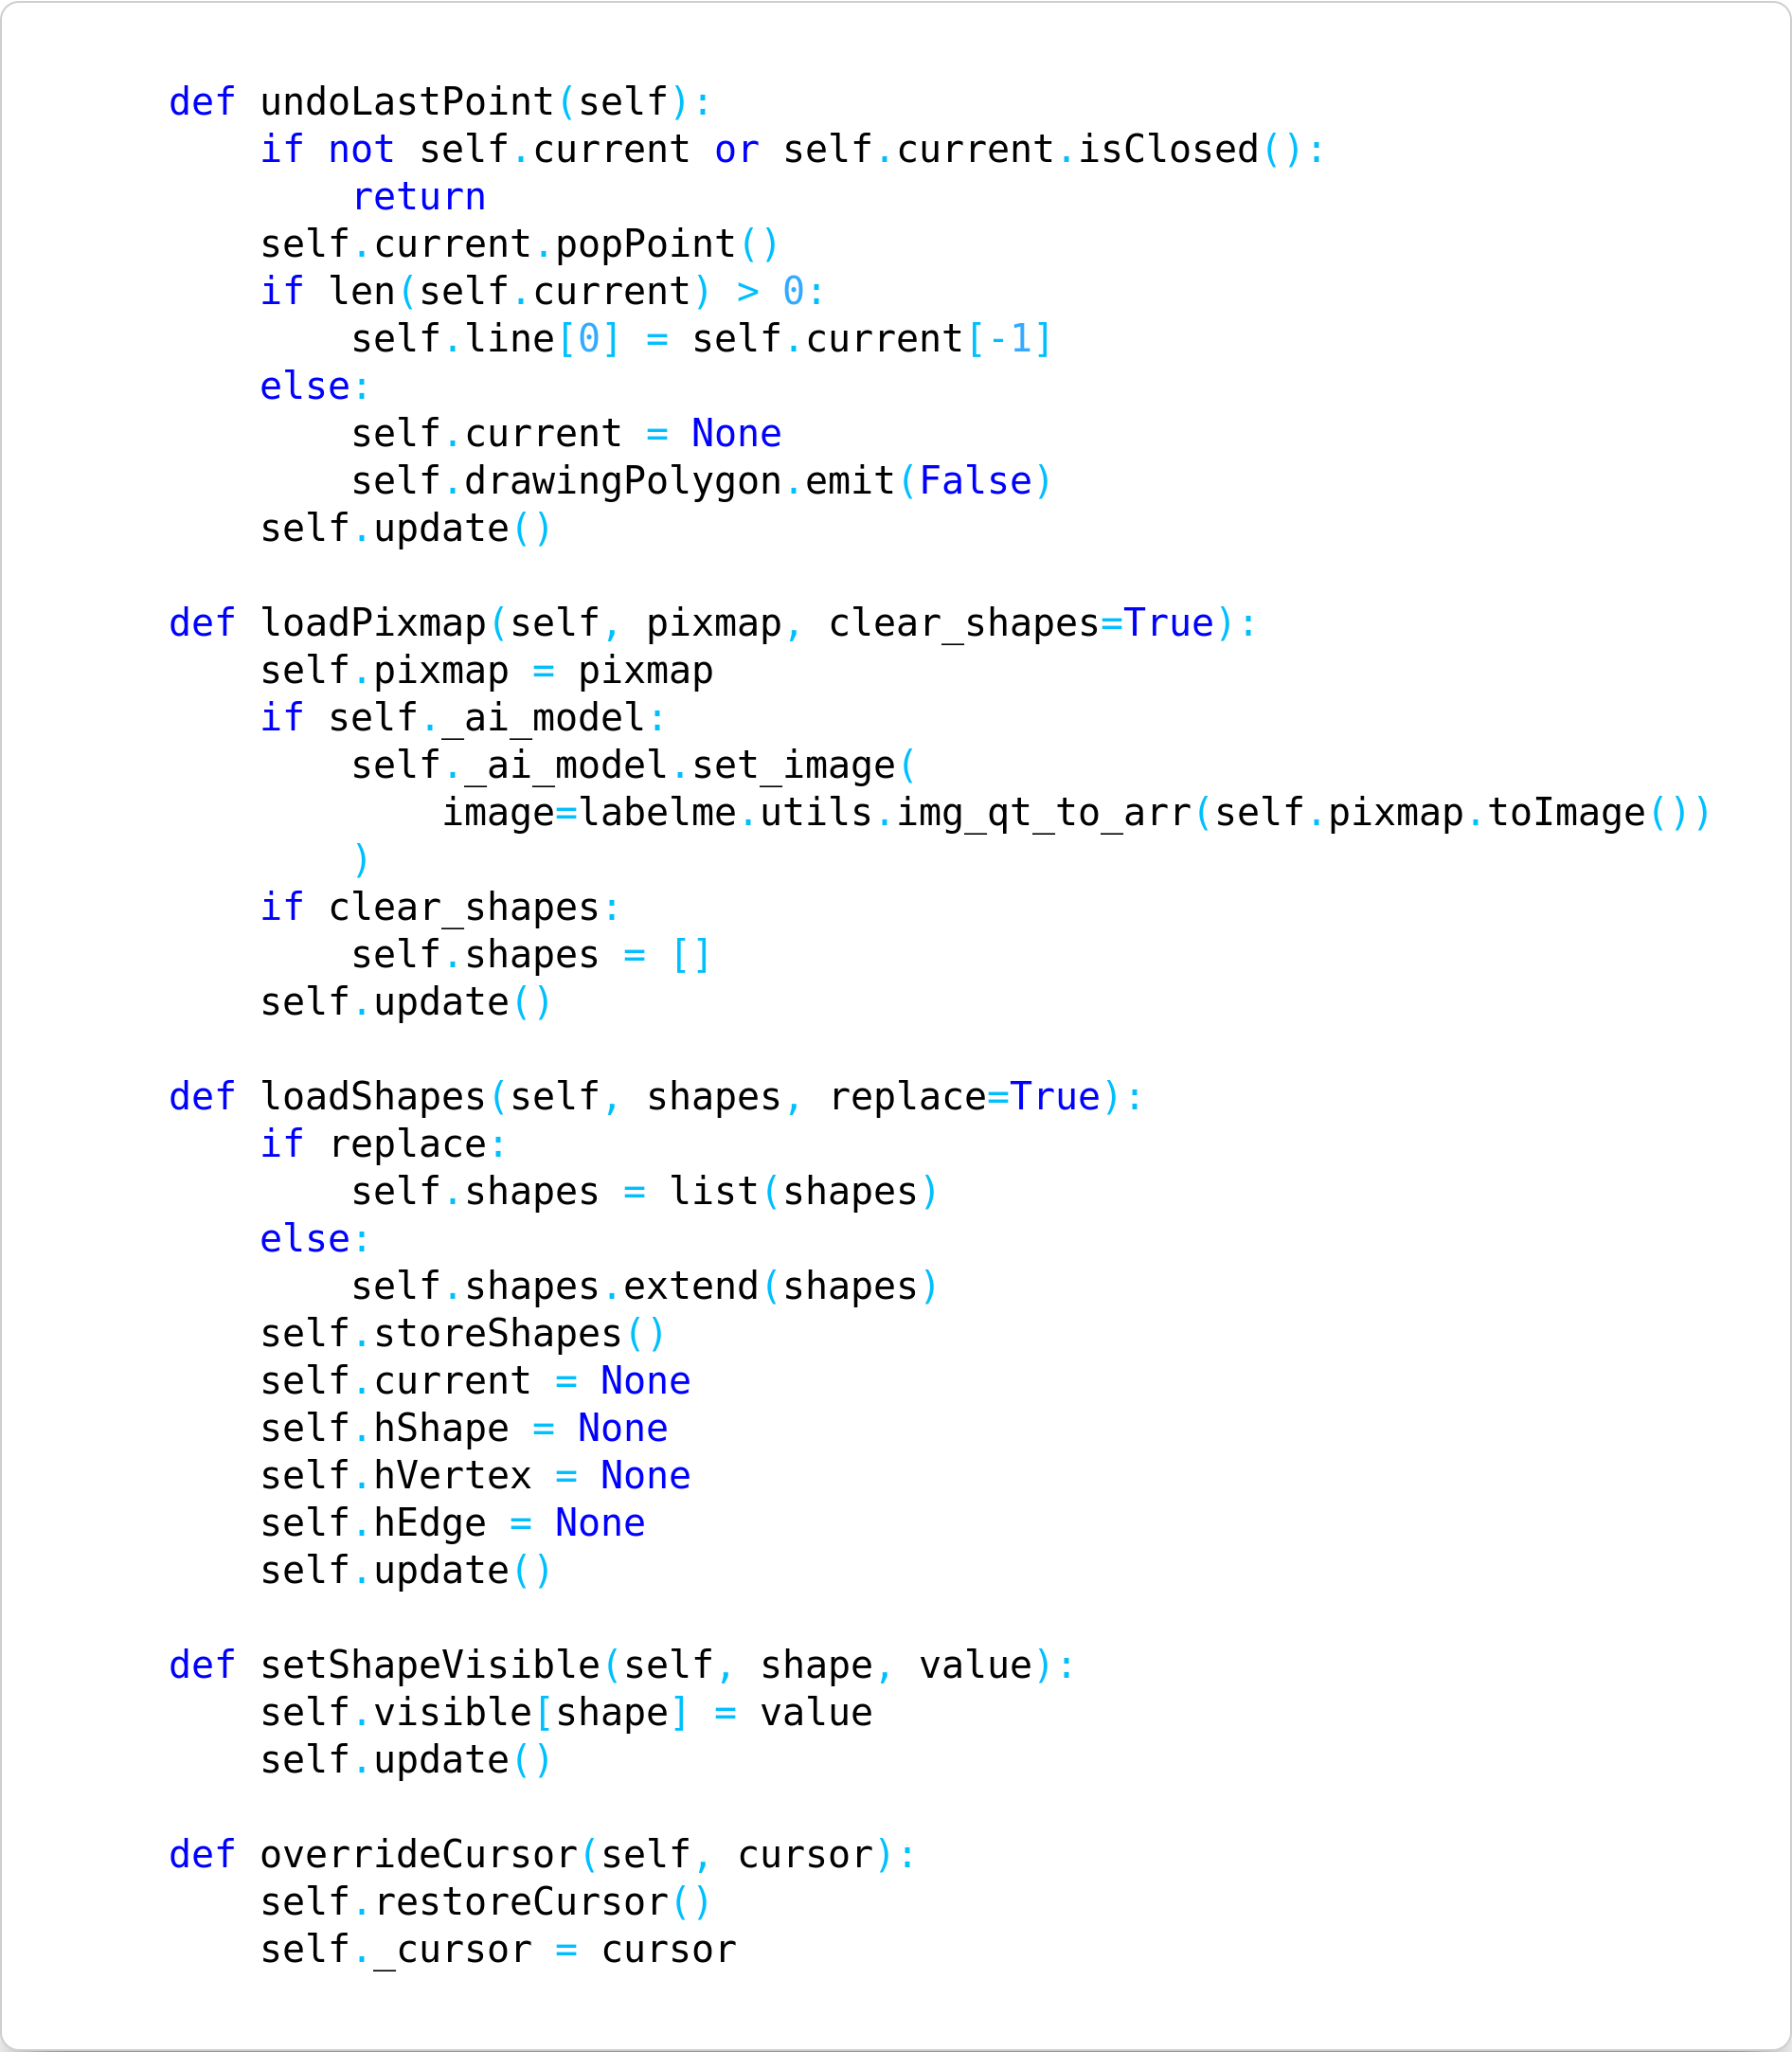 def undoLastPoint(self):
        if not self.current or self.current.isClosed():
            return
        self.current.popPoint()
        if len(self.current) > 0:
            self.line[0] = self.current[-1]
        else:
            self.current = None
            self.drawingPolygon.emit(False)
        self.update()

    def loadPixmap(self, pixmap, clear_shapes=True):
        self.pixmap = pixmap
        if self._ai_model:
            self._ai_model.set_image(
                image=labelme.utils.img_qt_to_arr(self.pixmap.toImage())
            )
        if clear_shapes:
            self.shapes = []
        self.update()

    def loadShapes(self, shapes, replace=True):
        if replace:
            self.shapes = list(shapes)
        else:
            self.shapes.extend(shapes)
        self.storeShapes()
        self.current = None
        self.hShape = None
        self.hVertex = None
        self.hEdge = None
        self.update()

    def setShapeVisible(self, shape, value):
        self.visible[shape] = value
        self.update()

    def overrideCursor(self, cursor):
        self.restoreCursor()
        self._cursor = cursor